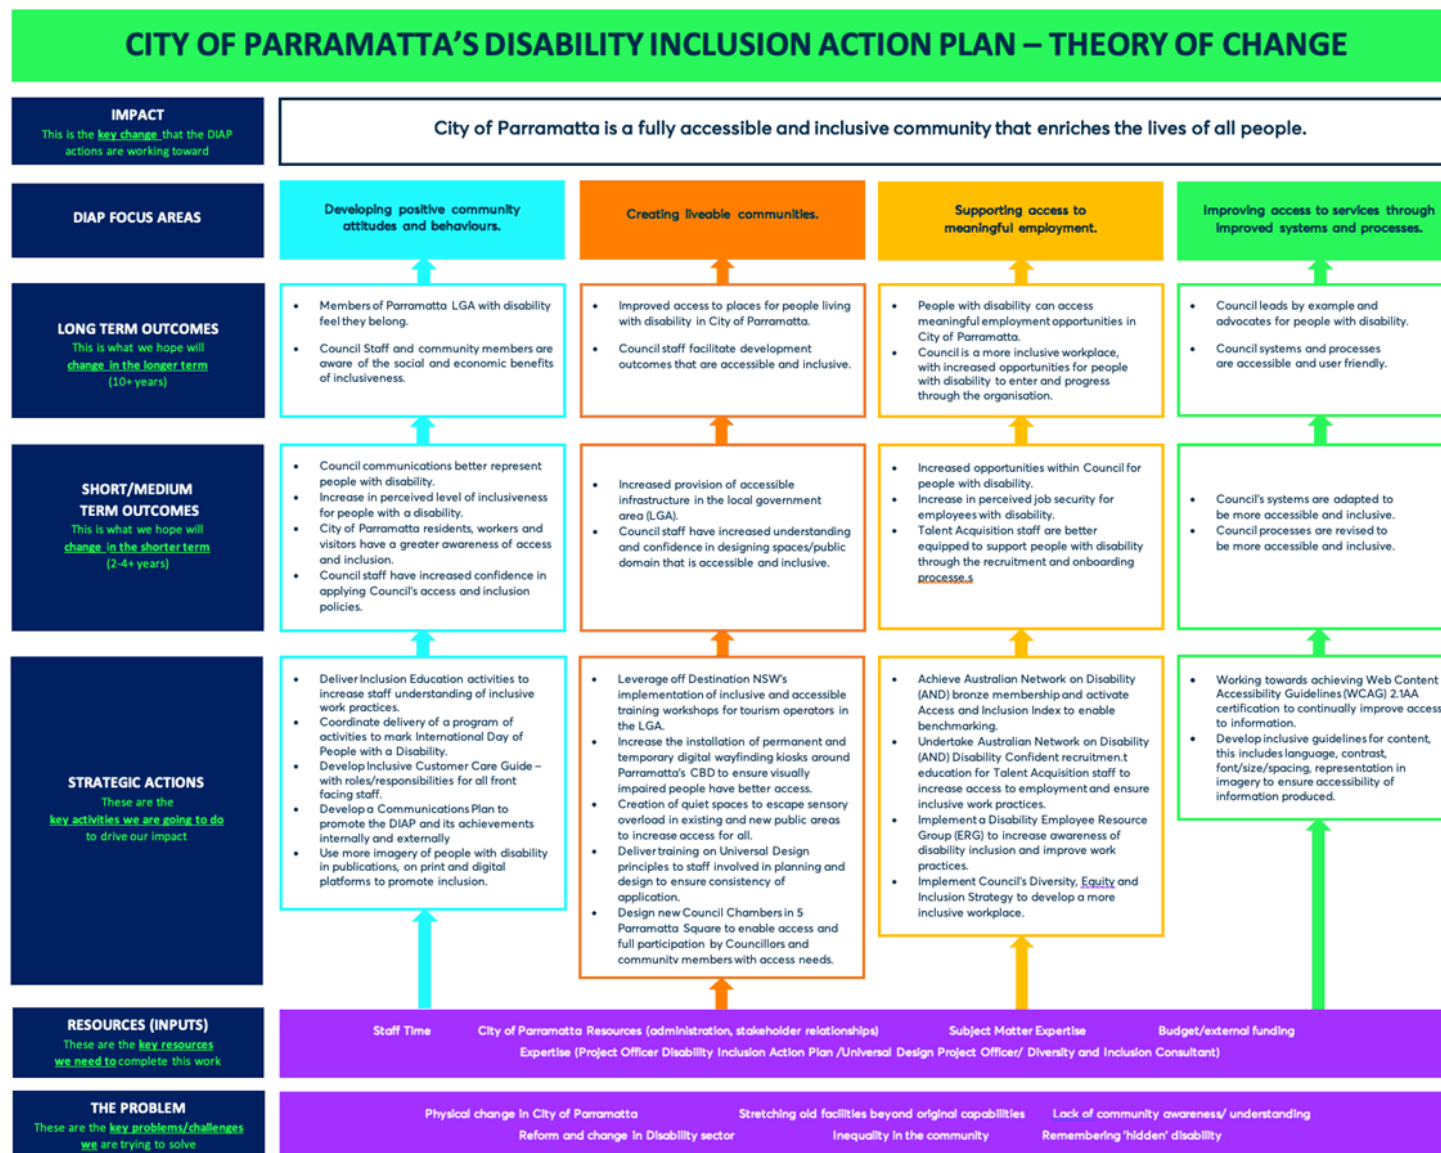 CITY OF PARRAMATTA'S DISABILITY INCLUSION ACTION PLAN – THEORY OF CHANGE
IMPACT
This is the key change that the DIAP
actions are working toward
City of Parramatta is a fully accessible and inclusive community that enriches the lives of all people.
DIAP FOCUS AREAS
Developing positive community
attitudes and behaviours.
Creating liveable communities.
Supporting access to
meaningful employment.
Improving access to services through
improved systems and processes.
LONG TERM OUTCOMES
This is what we hope will
change in the longer term
(10+ years)
• Members of Parramatta LGA with disability
feel they belong.
• Council Staff and community members are
aware of the social and economic benefits
of inclusiveness.
• Improved access to places for people living
with disability in City of Parramatta.
• Council staff facilitate development
outcomes that are accessible and inclusive.
• People with disability can access
meaningful employment opportunities in
City of Parramatta.
• Council is a more inclusive workplace,
with increased opportunities for people
with disability to enter and progress
through the organisation.
• Council leads by example and
advocates for people with disability.
• Council systems and processes
are accessible and user friendly.
SHORT/MEDIUM
TERM OUTCOMES
This is what we hope will
change in the shorter term
(2-4+ years)
• Council communications better represent
people with disability.
• Increase in perceived level of inclusiveness
for people with a disability.
• City of Parramatta residents, workers and
visitors have a greater awareness of access
and inclusion.
• Council staff have increased confidence in
applying Council's access and inclusion
policies.
• Increased provision of accessible
infrastructure in the local government
area (LGA).
• Council staff have increased understanding
and confidence in designing spaces/public
domain that is accessible and inclusive.
• Increased opportunities within Council for
people with disability.
• Increase in perceived job security for
employees with disability.
• Talent Acquisition staff are better
equipped to support people with disability
through the recruitment and onboarding
processe.s
• Council's systems are adapted to
be more accessible and inclusive.
• Council processes are revised to
be more accessible and inclusive.
STRATEGIC ACTIONS
These are the
key activities we are going to do
to drive our impact
• Deliver Inclusion Education activities to
increase staff understanding of inclusive
work practices.
• Coordinate delivery of a program of
activities to mark International Day of
People with a Disability.
• Develop Inclusive Customer Care Guide –
with roles/responsibilities for all front
facing staff.
• Develop a Communications Plan to
promote the DIAP and its achievements
internally and externally
• Use more imagery of people with disability
in publications, on print and digital
platforms to promote inclusion.
• Leverage off Destination NSW's
implementation of inclusive and accessible
training workshops for tourism operators in
the LGA.
• Increase the installation of permanent and
temporary digital wayfinding kiosks around
Parramatta's CBD to ensure visually
impaired people have better access.
• Creation of quiet spaces to escape sensory
overload in existing and new public areas
to increase access for all.
• Deliver training on Universal Design
principles to staff involved in planning and
design to ensure consistency of
application.
• Design new Council Chambers in 5
Parramatta Square to enable access and
full participation by Councillors and
community members with access needs.
• Achieve Australian Network on Disability
(AND) bronze membership and activate
Access and Inclusion Index to enable
benchmarking.
• Undertake Australian Network on Disability
(AND) Disability Confident recruitmen.t
education for Talent Acquisition staff to
increase access to employment and ensure
inclusive work practices.
• Implement a Disability Employee Resource
Group (ERG) to increase awareness of
disability inclusion and improve work
practices.
• Implement Council's Diversity, Equity and
Inclusion Strategy to develop a more
inclusive workplace.
• Working towards achieving Web Content
Accessibility Guidelines (WCAG) 2.1AA
certification to continually improve access
to information.
• Develop inclusive guidelines for content,
this includes language, contrast,
font/size/spacing, representation in
imagery to ensure accessibility of
information produced.
RESOURCES (INPUTS)
These are the key resources
we need to complete this work
Staff Time City of Parramatta Resources (administration, stakeholder relationships) Subject Matter Expertise Budget/external funding
Expertise (Project Officer Disability Inclusion Action Plan /Universal Design Project Officer/ Diversity and Inclusion Consultant)
THE PROBLEM
These are the key problems/challenges
we are trying to solve
Physical change in City of Parramatta Stretching old facilities beyond original capabilities Lack of community awareness/ understanding
Reform and change in Disability sector Inequality in the community Remembering 'hidden' disability